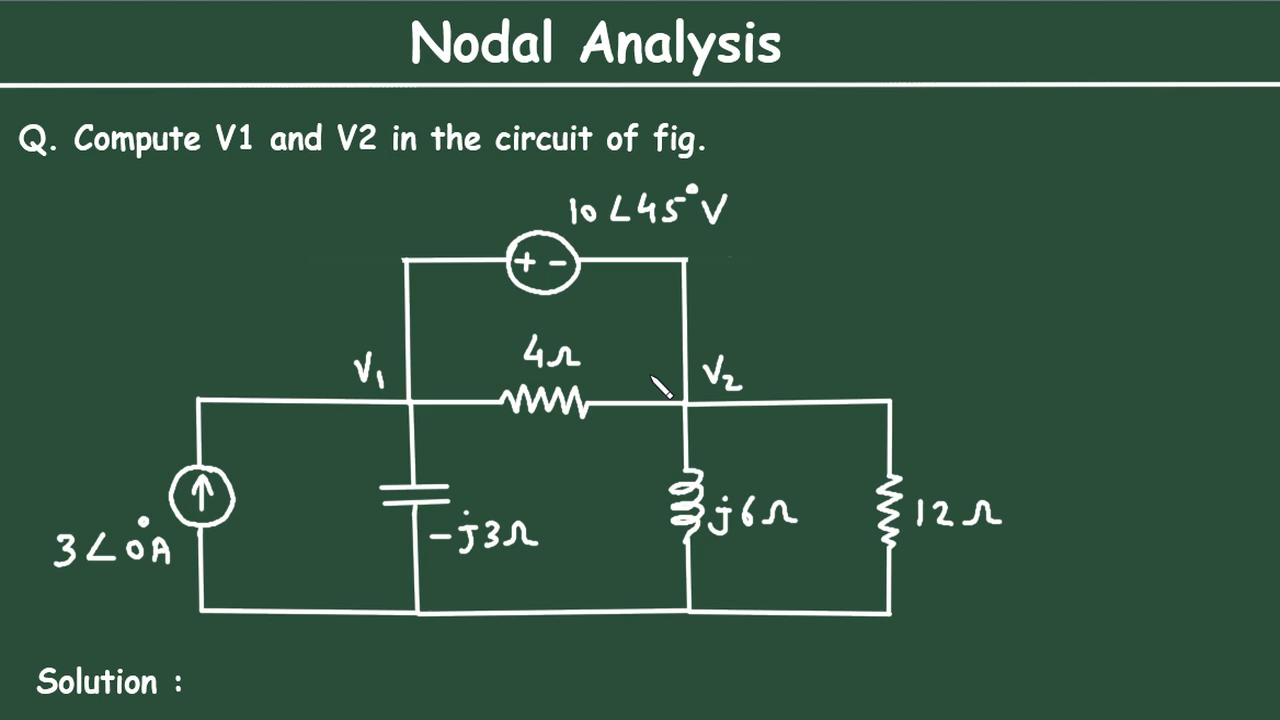 Nodal Analysis
Q. Compute V1 and V2 in the circuit of fig.
10∠45°V
+ -
4Ω
V₁
V₂
3∠0°A
-j3Ω
j6Ω
12Ω
Solution :